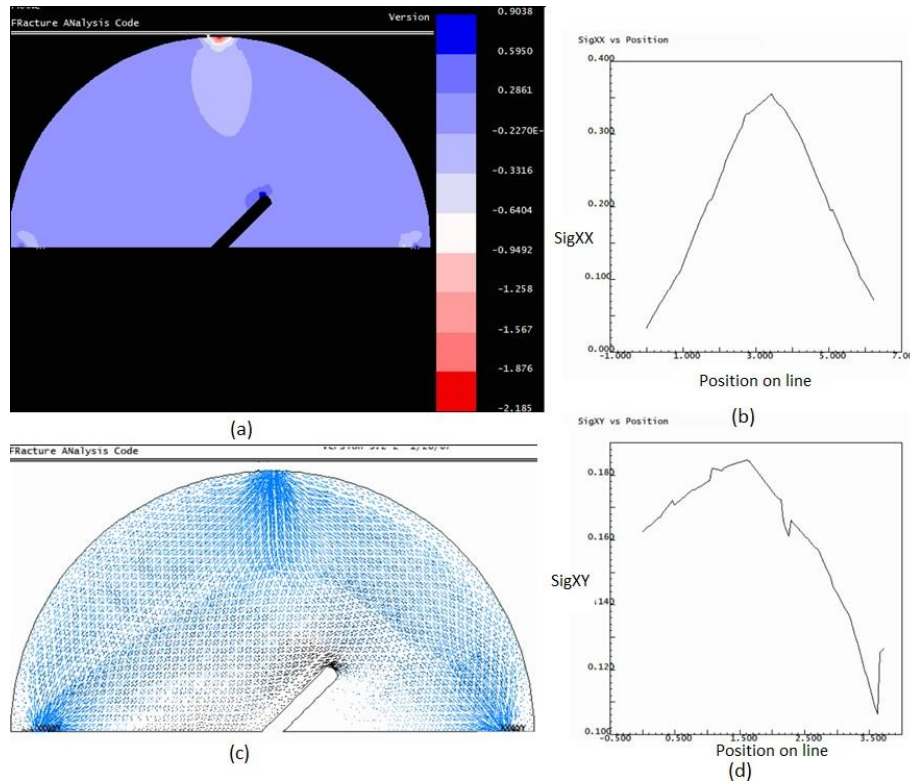 FRacture ANalysis Code Version
0.9038
0.5950
0.2861
-0.2270E-
-0.3316
-0.6404
-0.9492
-1.258
-1.567
-1.876
-2.185
(a)
SigXX vs Position
0.400
0.300
0.200
0.100
0.000
-1.000 1.000 3.000 5.000 7.00
SigXX
Position on line
(b)
FRacture ANalysis Code
(c)
SigXY vs Position
0.180
0.160
0.140
0.120
0.100
-0.500 0.500 1.500 2.500 3.500
SigXY
Position on line
(d)